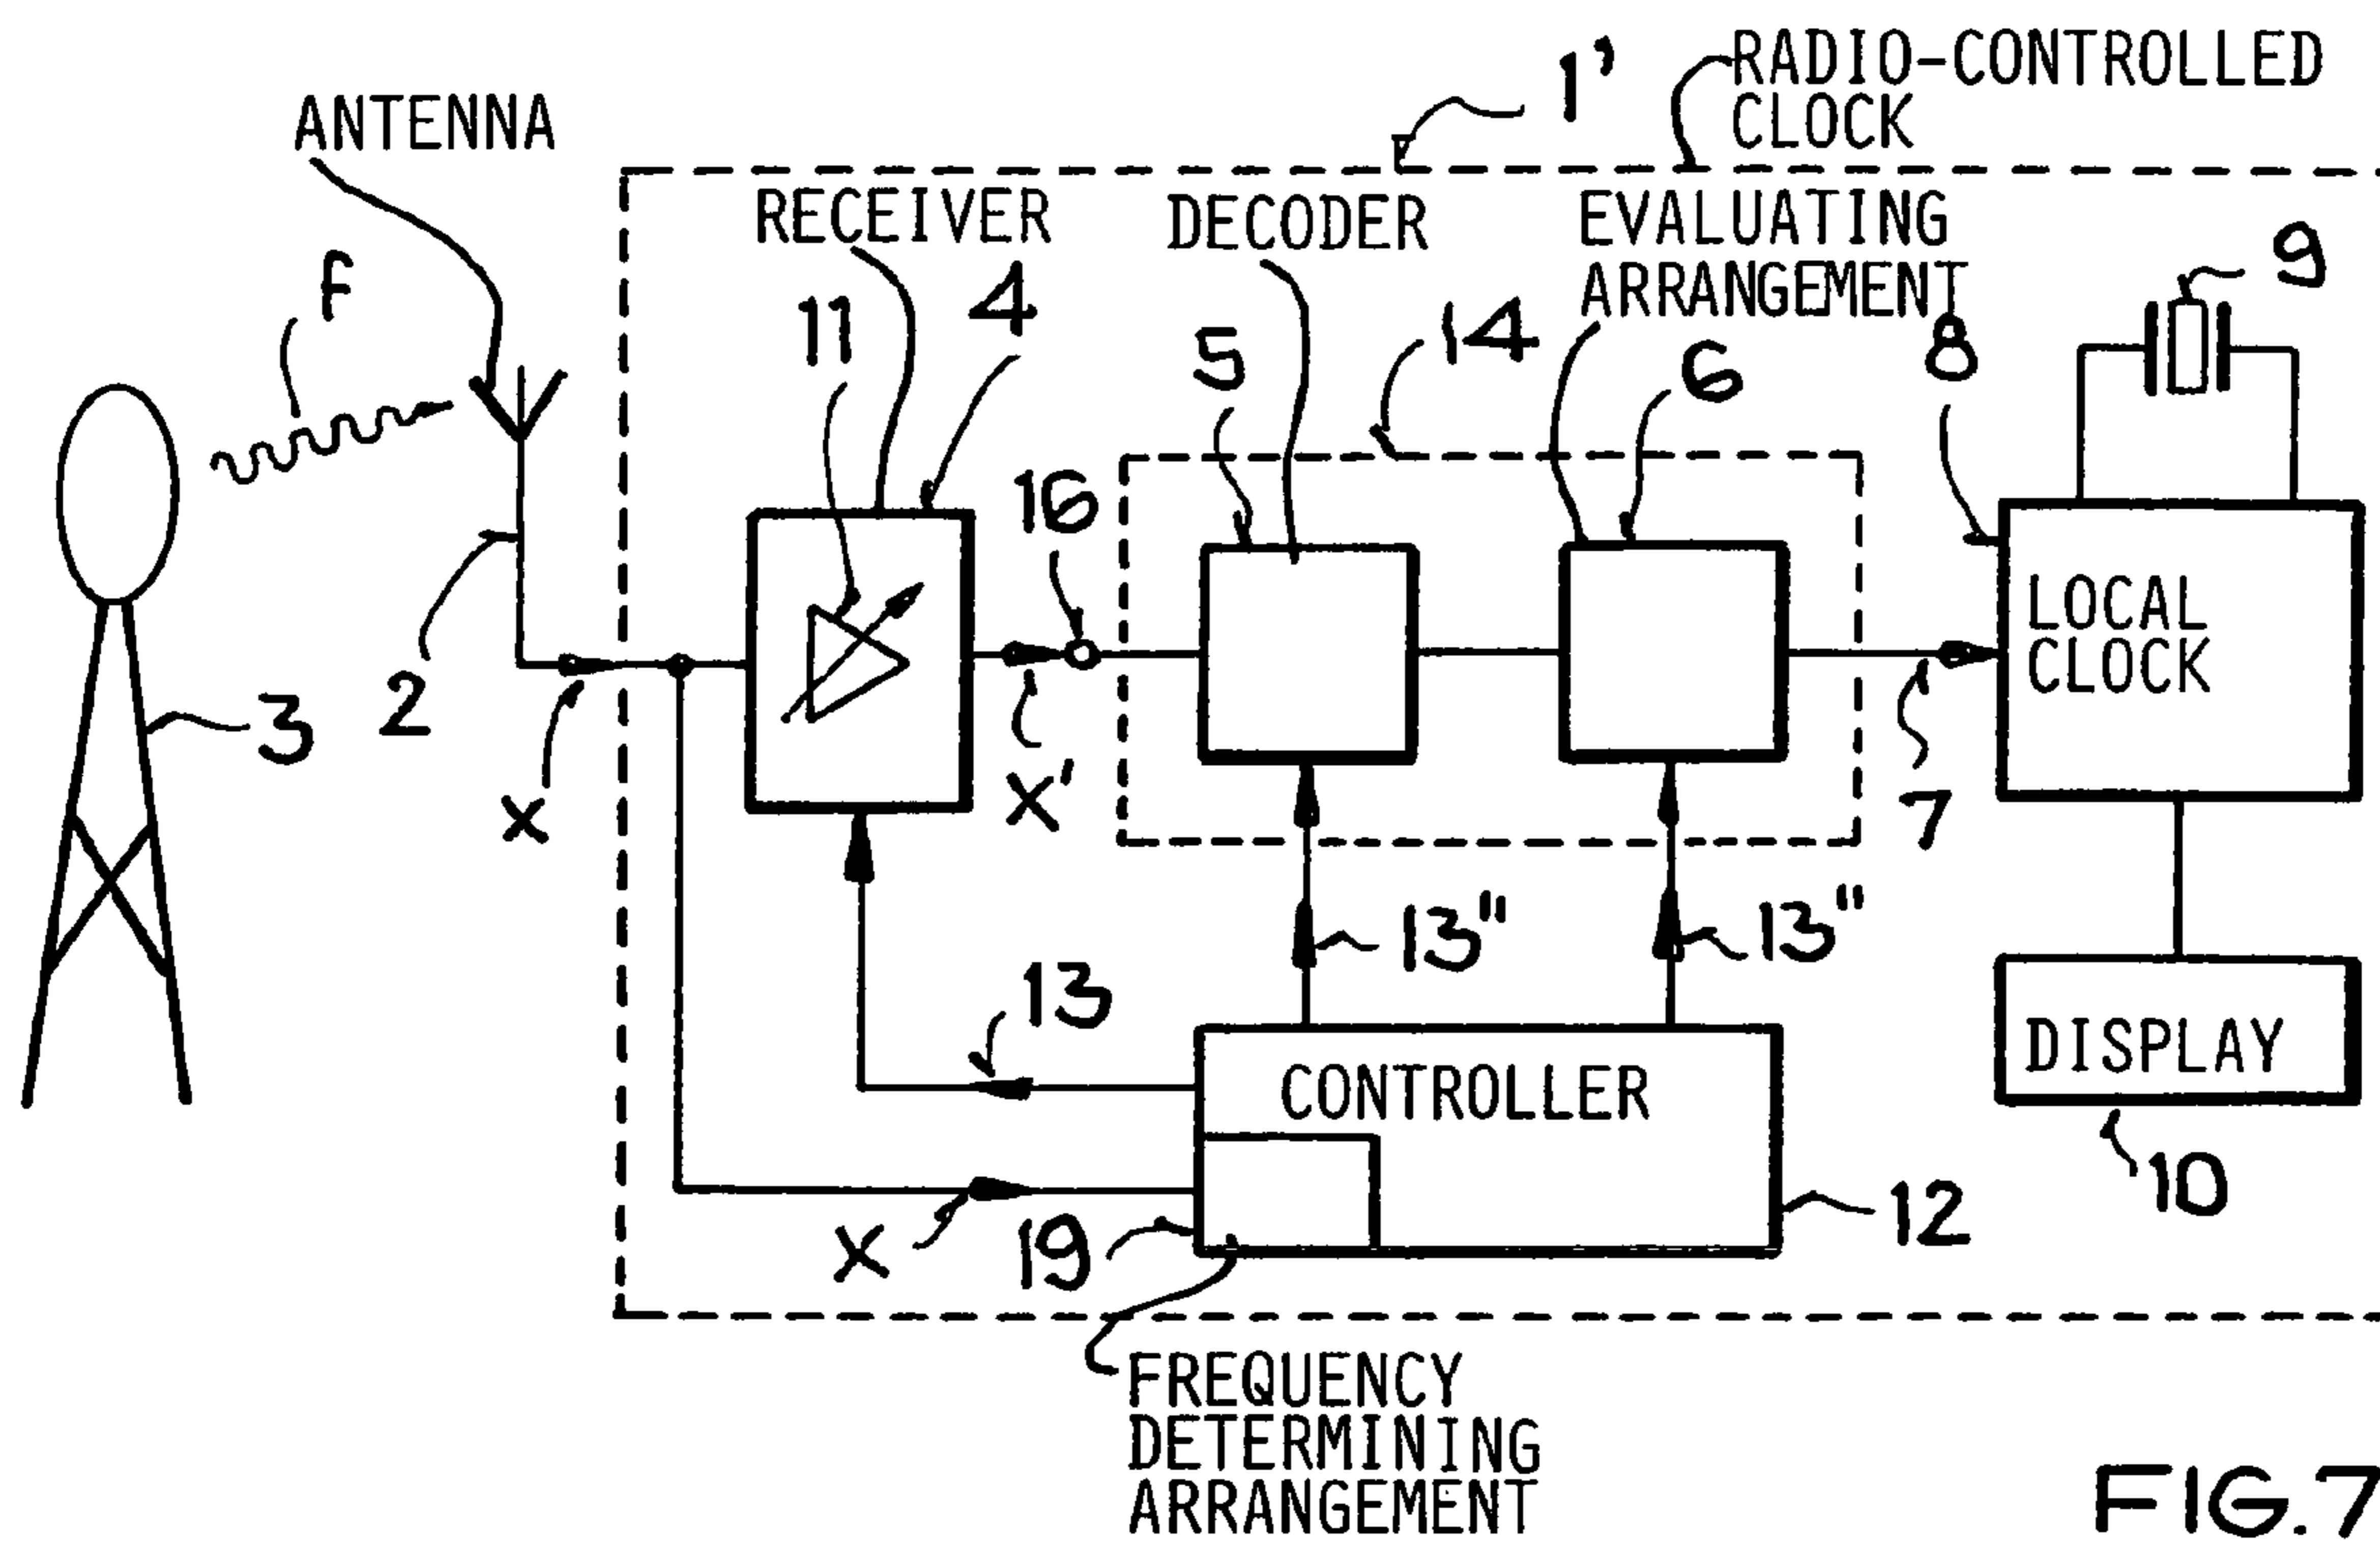 1'
RADIO-CONTROLLED
CLOCK
ANTENNA
RECEIVER
DECODER
EVALUATING
ARRANGEMENT
f
11
4
5
14
6
8
9
16
LOCAL
CLOCK
3
2
X
X'
7
13"
13"
13
CONTROLLER
DISPLAY
X
19
12
10
FREQUENCY
DETERMINING
ARRANGEMENT
FIG.7